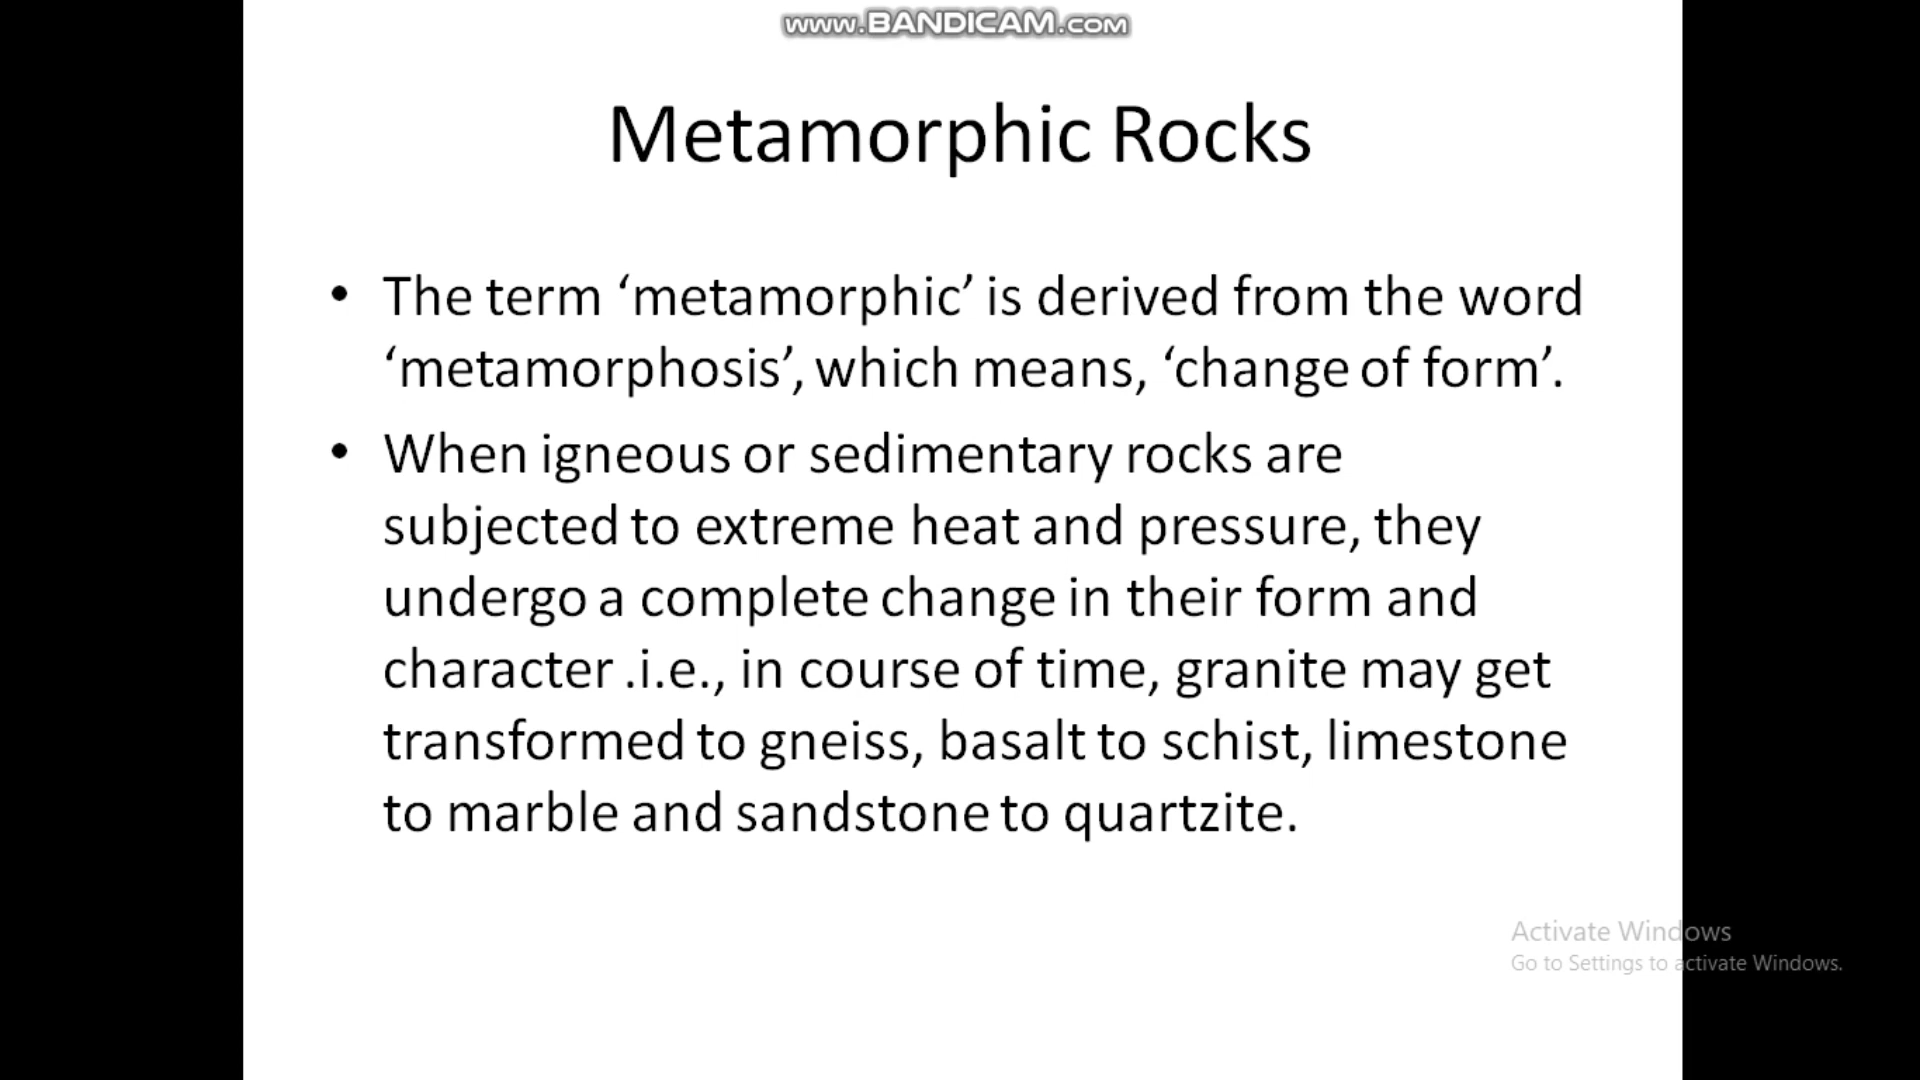 www.BANDICAM.com
Metamorphic Rocks
• The term ‘metamorphic’ is derived from the word
‘metamorphosis’, which means, ‘change of form’.
• When igneous or sedimentary rocks are
subjected to extreme heat and pressure, they
undergo a complete change in their form and
character .i.e., in course of time, granite may get
transformed to gneiss, basalt to schist, limestone
to marble and sandstone to quartzite.
Activate Windows
Go to Settings to activate Windows.